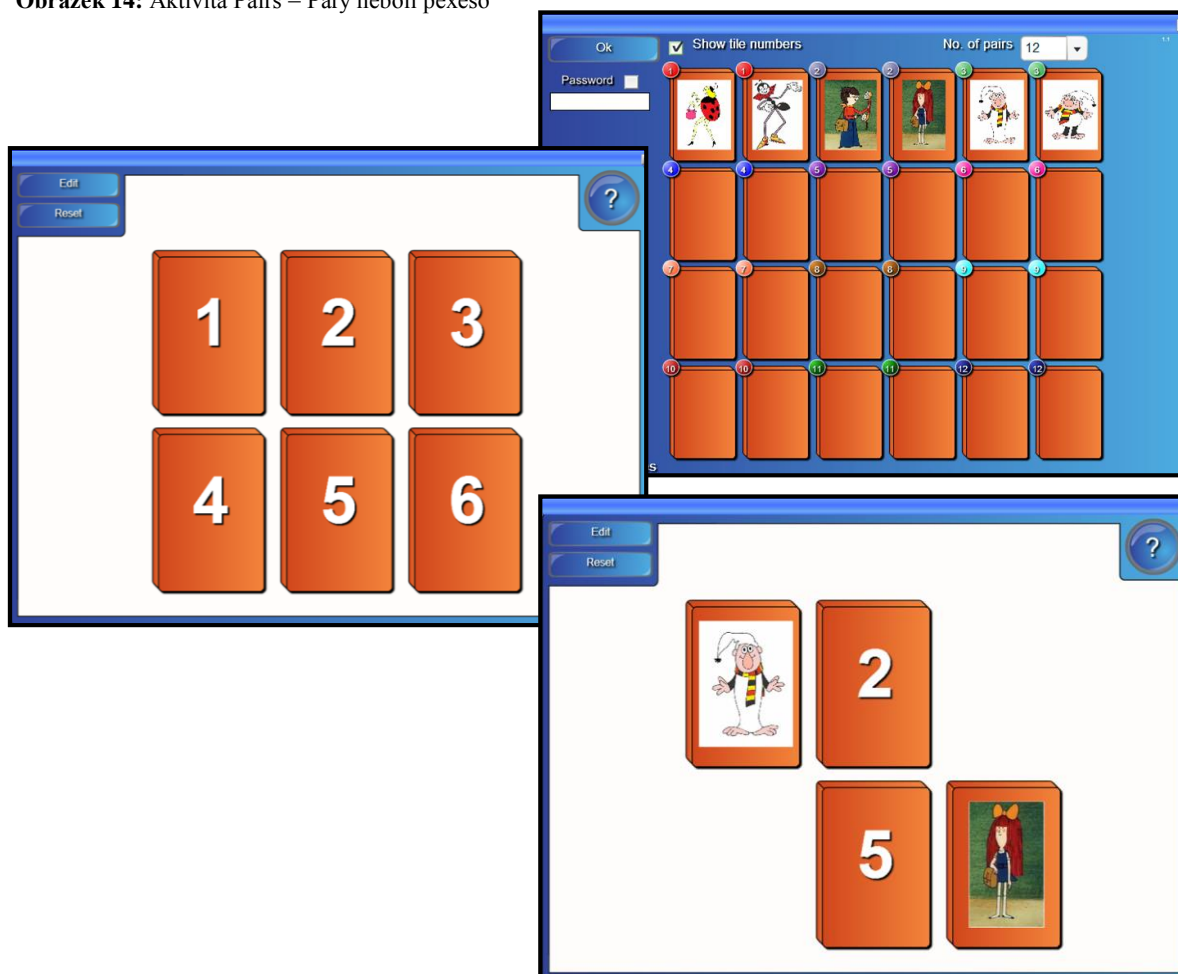 Obrázek 14: Aktivita Pairs – Páry neboli pexeso
Ok
Show tile numbers
No. of pairs 12
1:1
Password
1 1 2 2 3 3
4 4 5 5 6 6
7 7 8 8 9 9
10 10 11 11 12 12
s
Edit
Reset
?
1 2 3
4 5 6
Edit
Reset
?
2
5